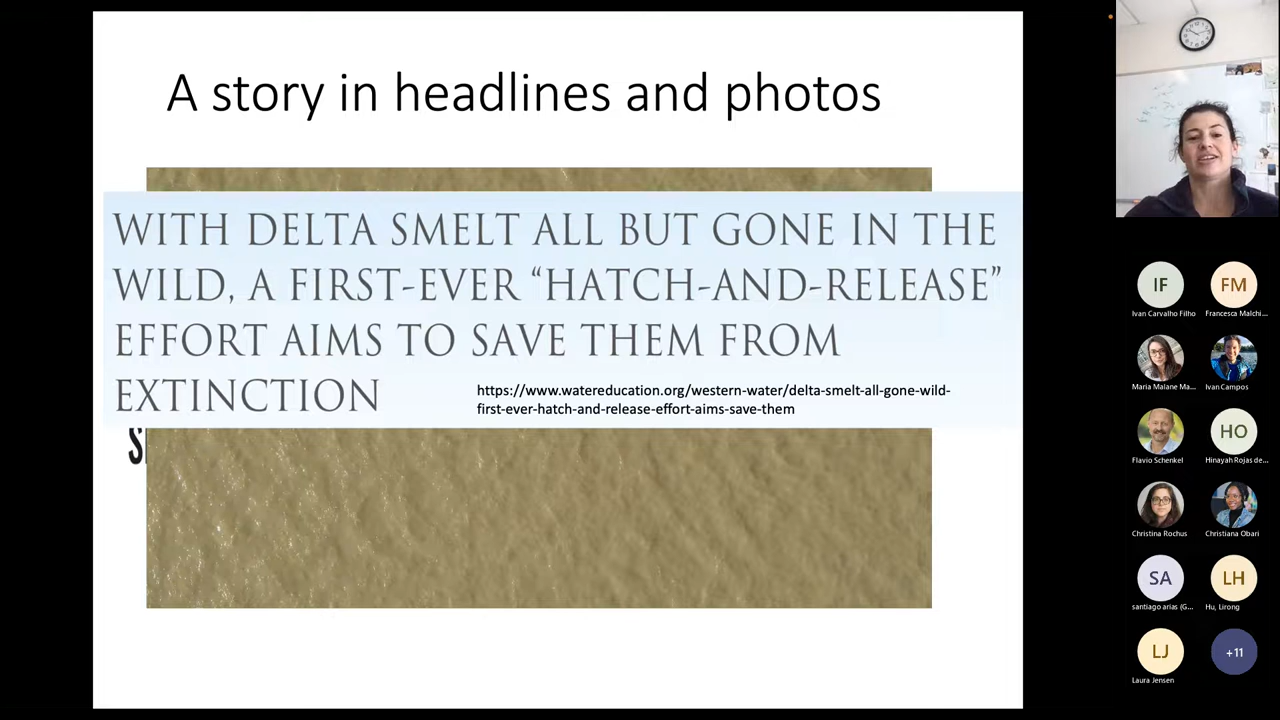 A story in headlines and photos
WITH DELTA SMELT ALL BUT GONE IN THE
WILD, A FIRST-EVER “HATCH-AND-RELEASE”
EFFORT AIMS TO SAVE THEM FROM
EXTINCTION
https://www.watereducation.org/western-water/delta-smelt-all-gone-wild-
first-ever-hatch-and-release-effort-aims-save-them
S
IF
FM
Ivan Carvalho Filho
Francesca Malchi...
Maria Malane Ma...
Ivan Campos
HO
Flavio Schenkel
Hinayah Rojas de...
Christina Rochus
Christiana Obari
SA
LH
santiago arias (G...
Hu, Lirong
LJ
+11
Laura Jensen